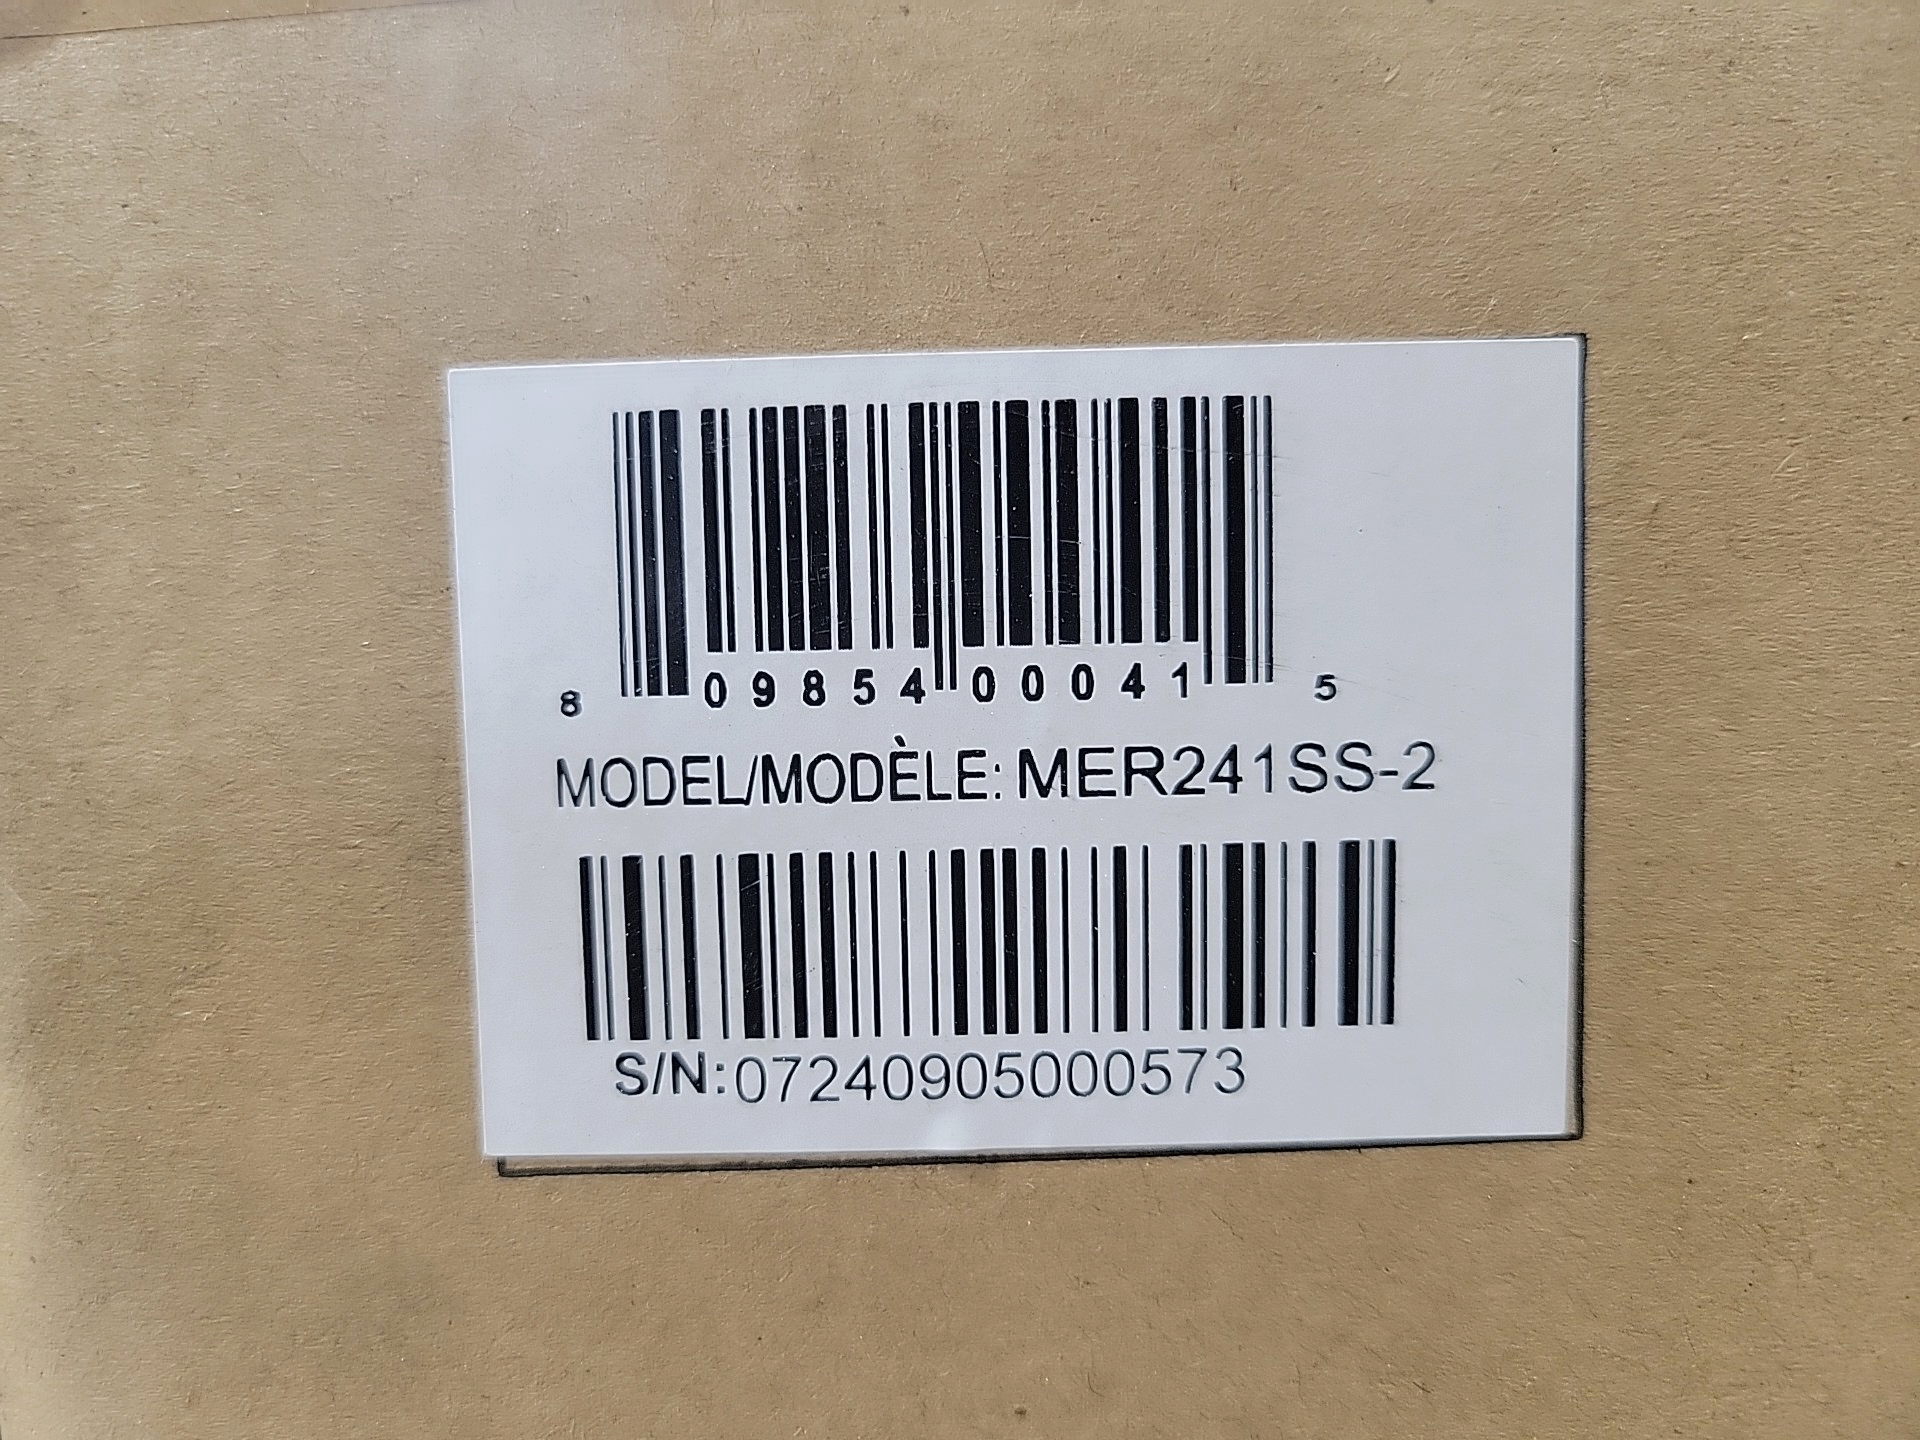 8 09854 00041 5
MODEL/MODÈLE: MER241SS-2
S/N:07240905000573